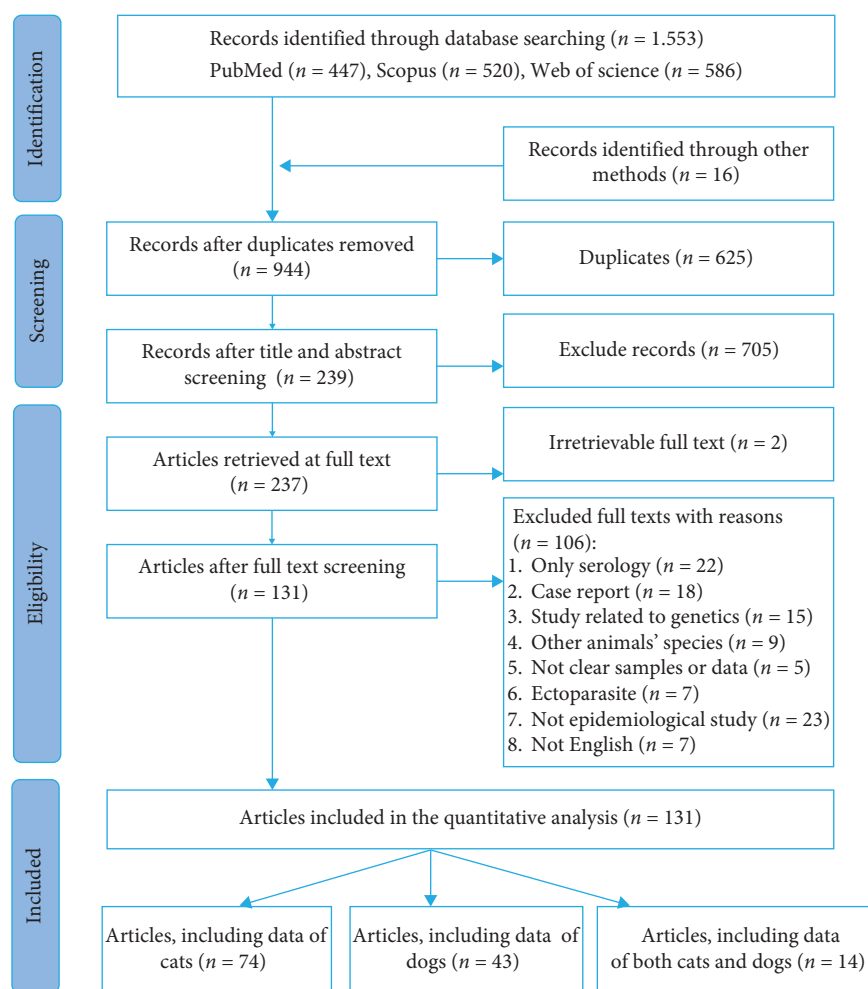 Identification
Records identified through database searching (n = 1.553)
PubMed (n = 447), Scopus (n = 520), Web of science (n = 586)
Records identified through other
methods (n = 16)
Screening
Records after duplicates removed
(n = 944)
Duplicates (n = 625)
Records after title and abstract
screening (n = 239)
Exclude records (n = 705)
Eligibility
Articles retrieved at full text
(n = 237)
Irretrievable full text (n = 2)
Articles after full text screening
(n = 131)
Excluded full texts with reasons
(n = 106):
1. Only serology (n = 22)
2. Case report (n = 18)
3. Study related to genetics (n = 15)
4. Other animals' species (n = 9)
5. Not clear samples or data (n = 5)
6. Ectoparasite (n = 7)
7. Not epidemiological study (n = 23)
8. Not English (n = 7)
Included
Articles included in the quantitative analysis (n = 131)
Articles, including data of
cats (n = 74)
Articles, including data of
dogs (n = 43)
Articles, including data
of both cats and dogs (n = 14)